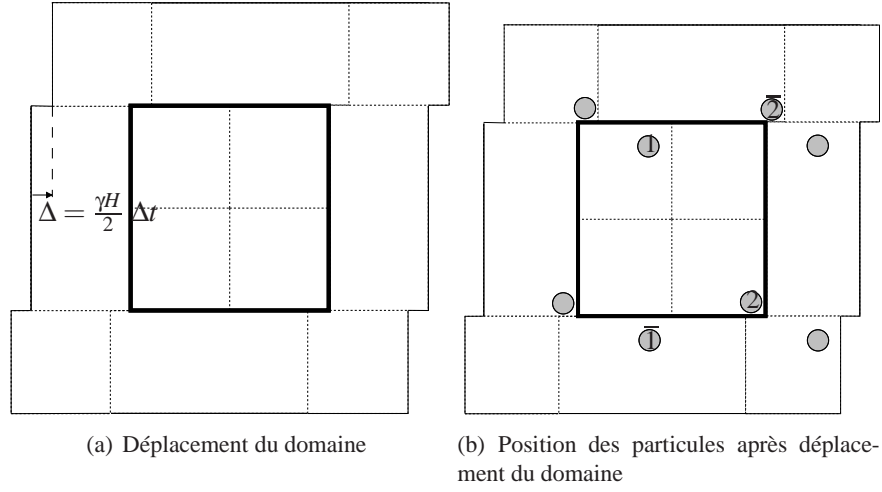 Δ = γH/2 Δt
2̅
1
2
1̅
(a) Déplacement du domaine
(b) Position des particules après déplace-
ment du domaine